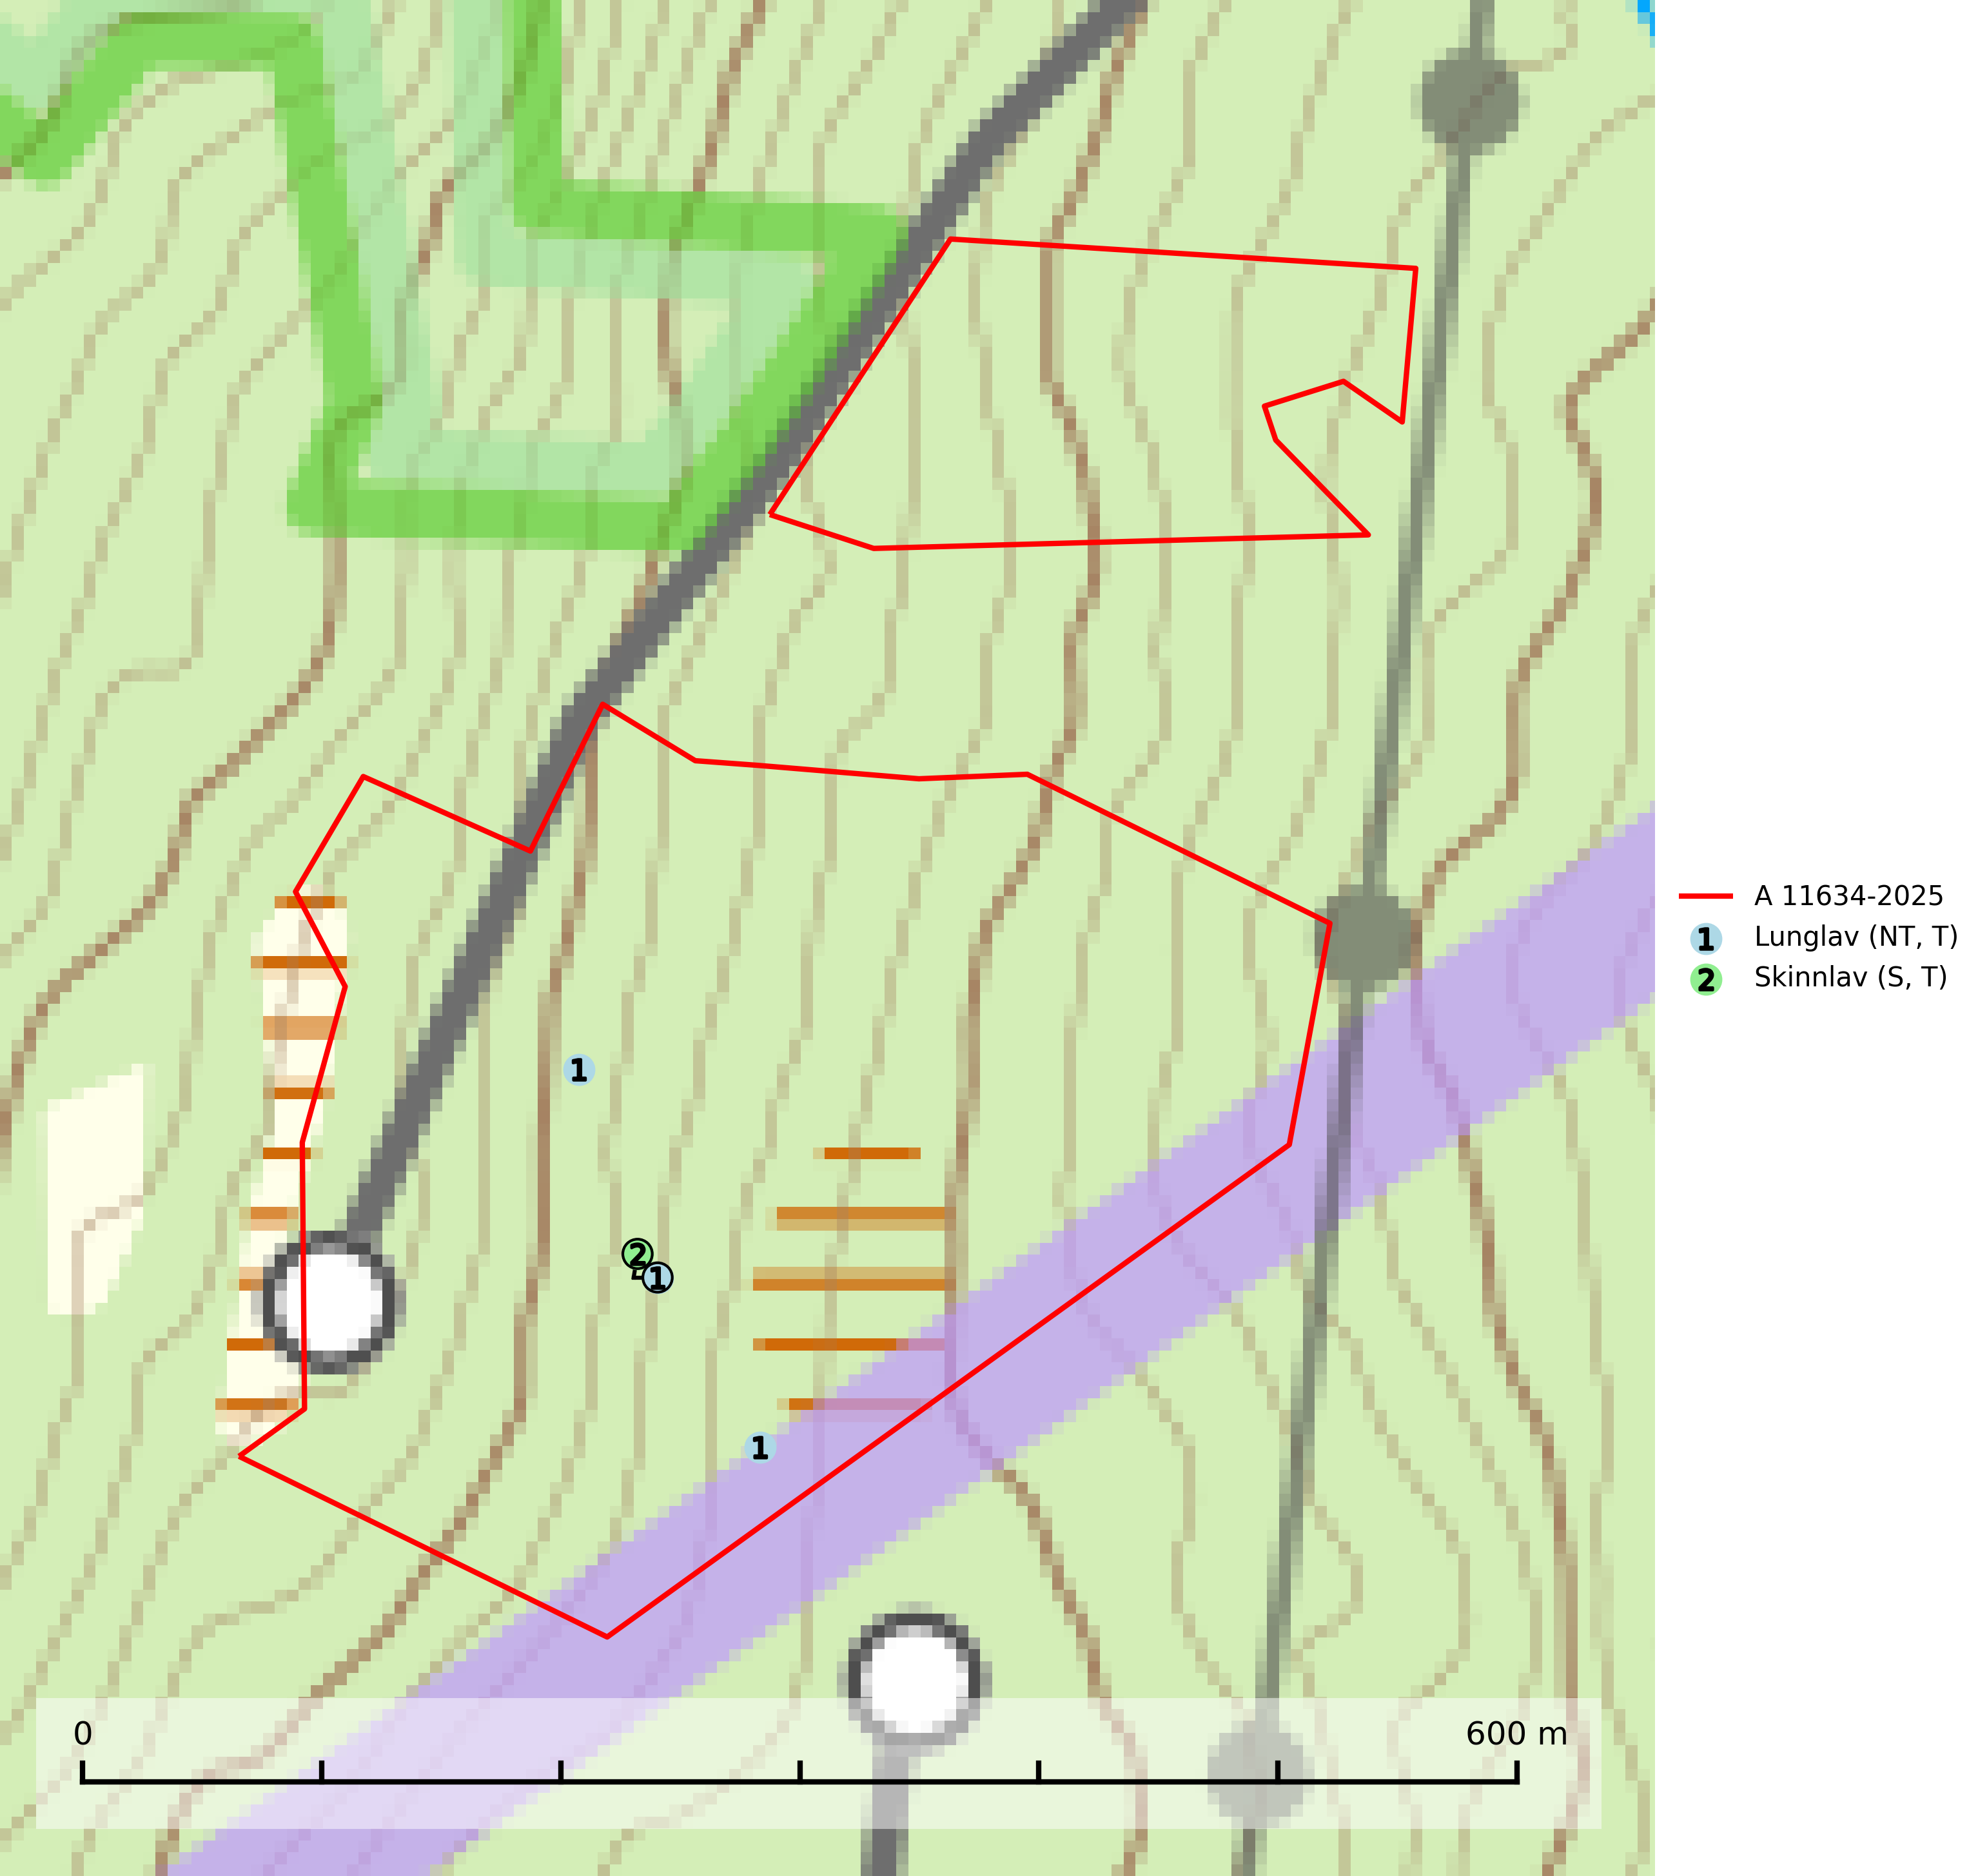 A 11634-2025
1 Lunglav (NT, T)
2 Skinnlav (S, T)
1
2
1
1
0 600 m